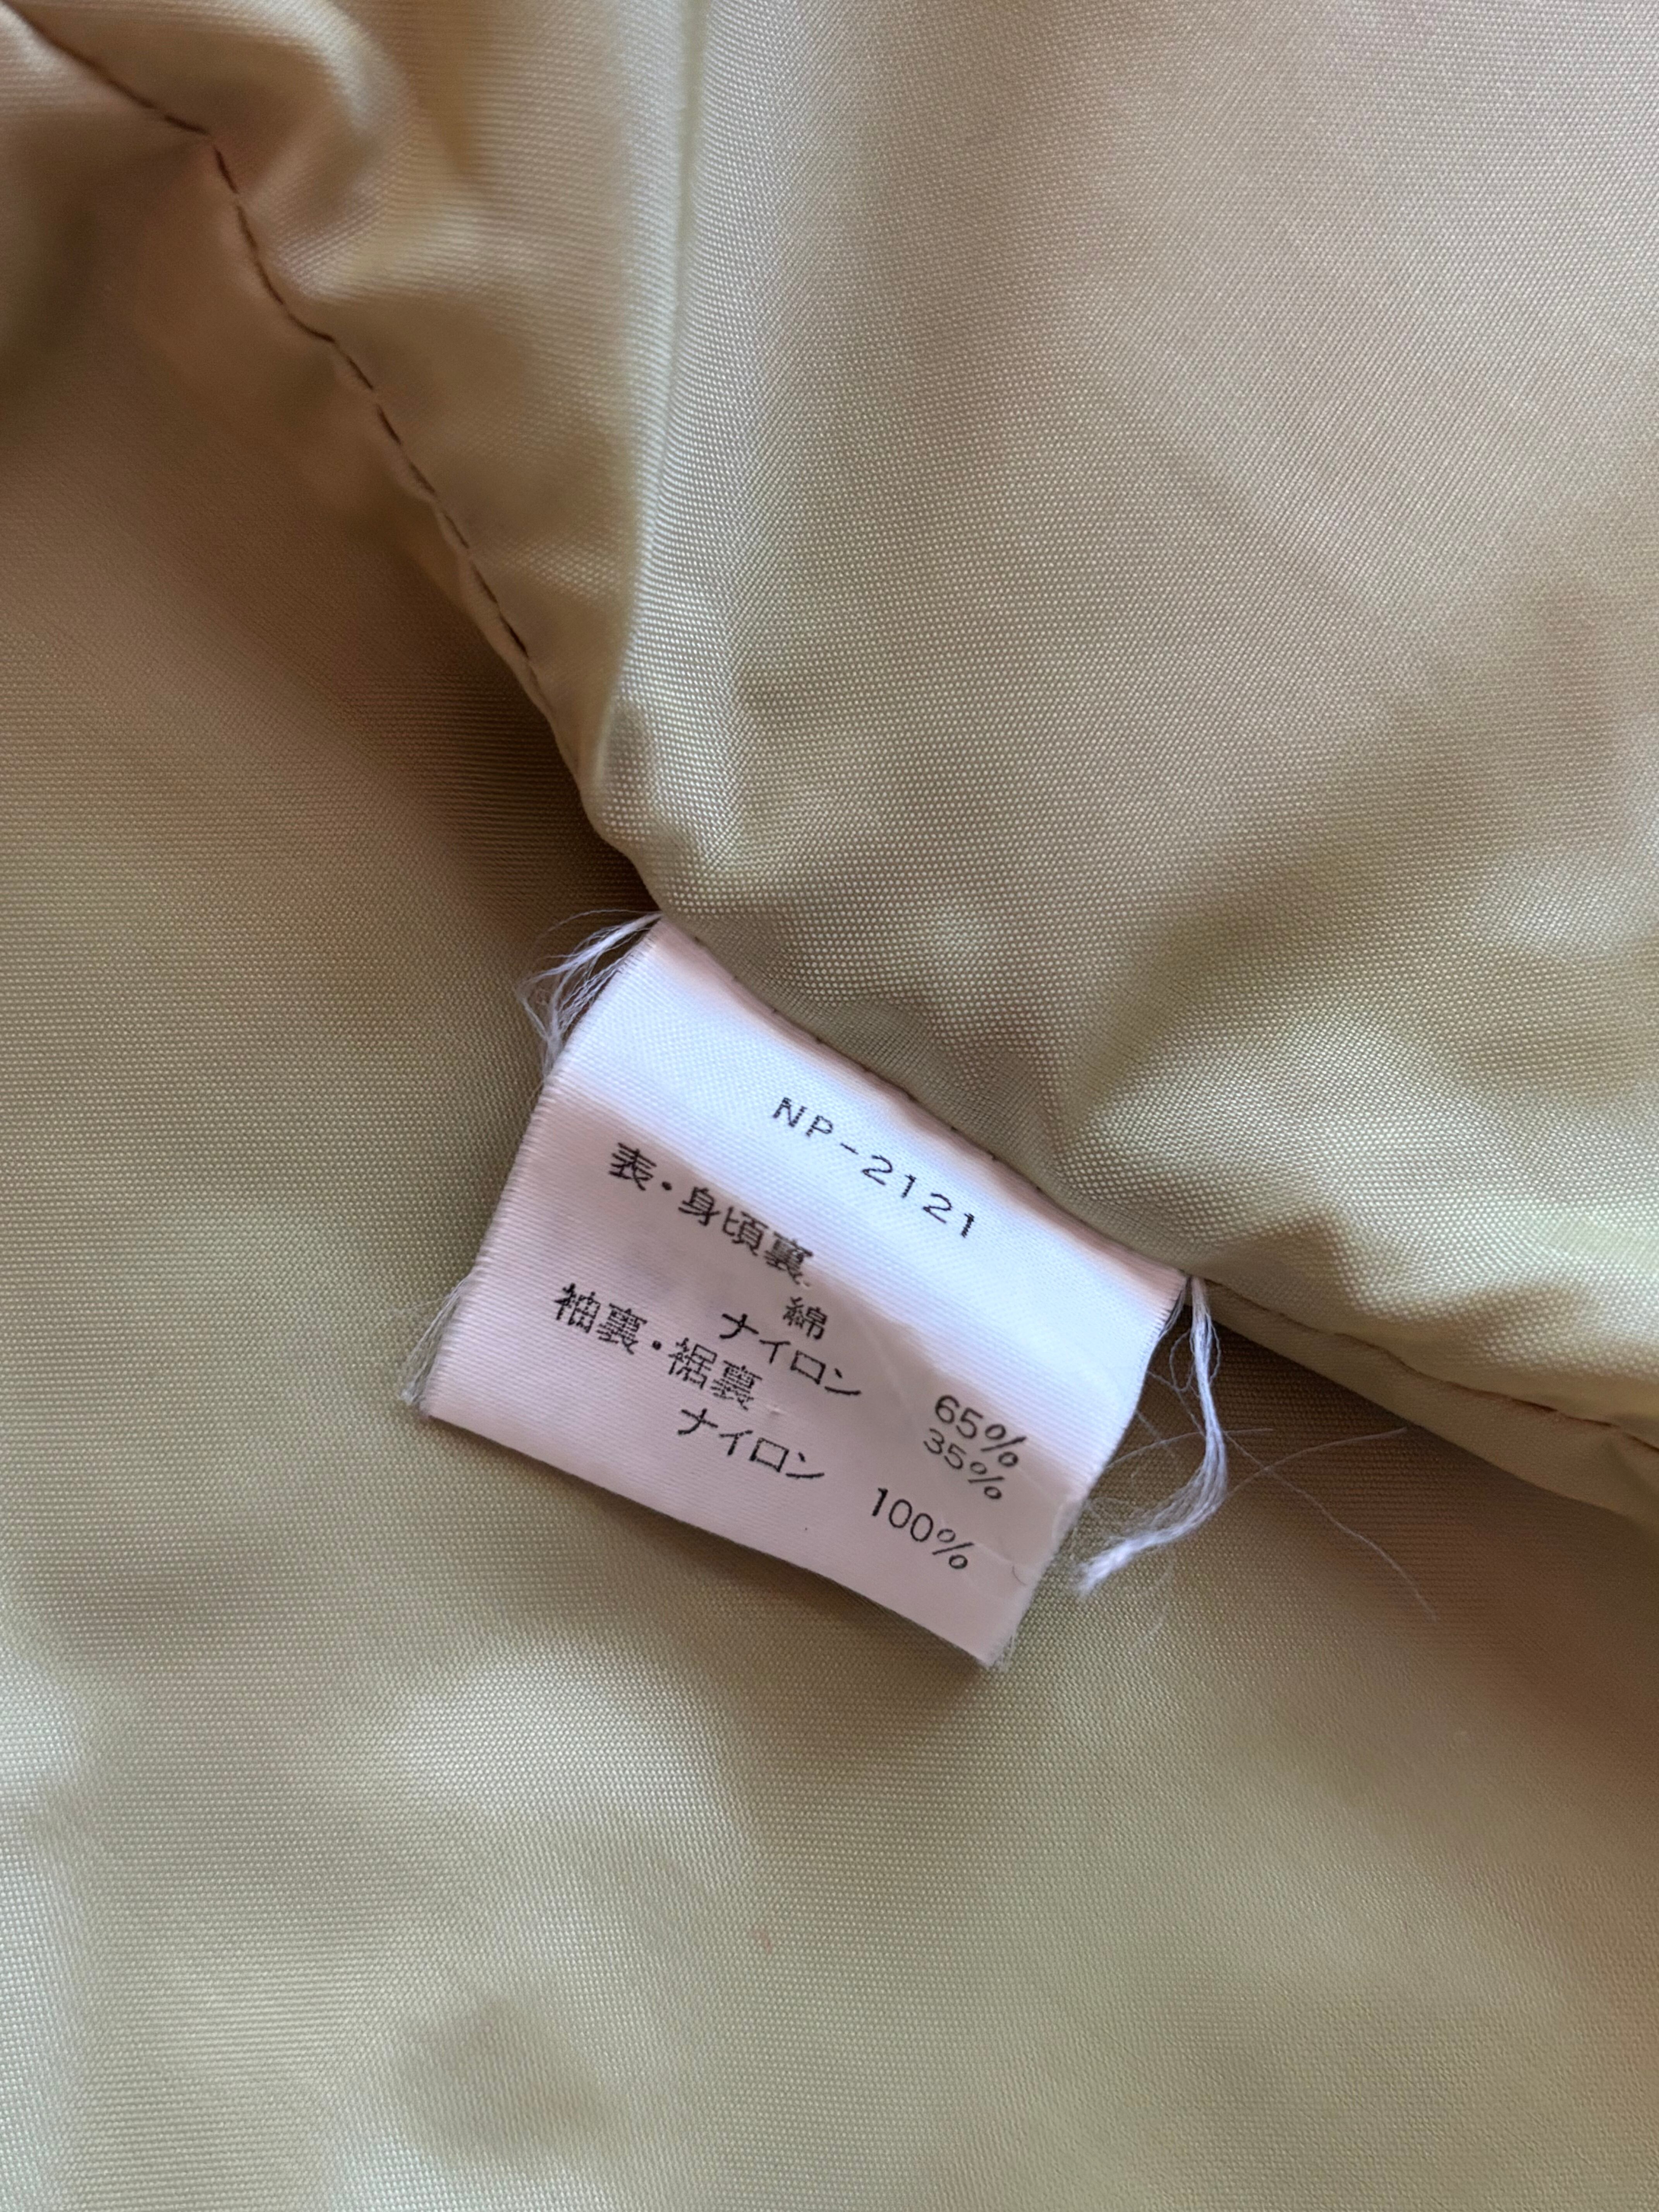 NP-2121
表・身頃裏
綿 65%
ナイロン 35%
袖裏・裾裏
ナイロン 100%